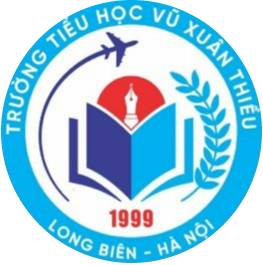 TRƯỜNG TIỂU HỌC VŨ XUÂN THIỀU
1999
LONG BIÊN - HÀ NỘI